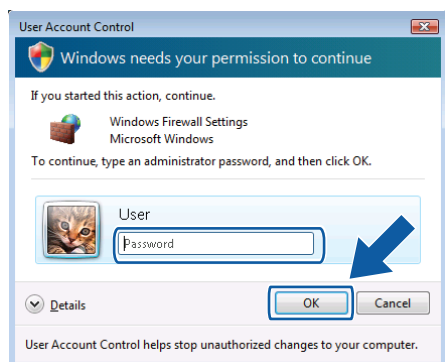 User Account Control
Windows needs your permission to continue
If you started this action, continue.
Windows Firewall Settings
Microsoft Windows
To continue, type an administrator password, and then click OK.
User
Password
Details
OK
Cancel
User Account Control helps stop unauthorized changes to your computer.